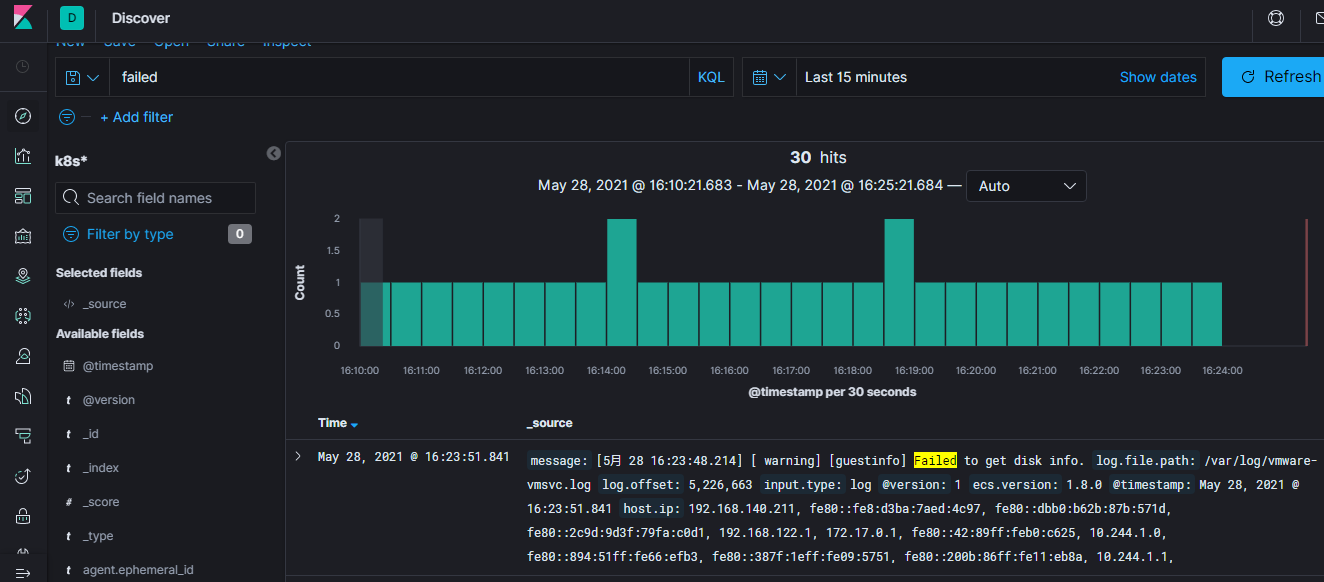 D Discover
New Save Open Share Inspect
failed KQL Last 15 minutes Show dates Refresh
+ Add filter
k8s*
Search field names
Filter by type 0
Selected fields
</> _source
Available fields
@timestamp
t @version
t _id
t _index
# _score
t _type
t agent.ephemeral_id
30 hits
May 28, 2021 @ 16:10:21.683 - May 28, 2021 @ 16:25:21.684 — Auto
2
1.5
1
0.5
0
Count
16:10:00 16:11:00 16:12:00 16:13:00 16:14:00 16:15:00 16:16:00 16:17:00 16:18:00 16:19:00 16:20:00 16:21:00 16:22:00 16:23:00 16:24:00
@timestamp per 30 seconds
Time _source
May 28, 2021 @ 16:23:51.841 message: [5月 28 16:23:48.214] [ warning] [guestinfo] Failed to get disk info. log.file.path: /var/log/vmware-
vmsvc.log log.offset: 5,226,663 input.type: log @version: 1 ecs.version: 1.8.0 @timestamp: May 28, 2021 @
16:23:51.841 host.ip: 192.168.140.211, fe80::fe8:d3ba:7aed:4c97, fe80::dbb0:b62b:87b:571d,
fe80::2c9d:9d3f:79fa:c0d1, 192.168.122.1, 172.17.0.1, fe80::42:89ff:feb0:c625, 10.244.1.0,
fe80::894:51ff:fe66:efb3, fe80::387f:1eff:fe09:5751, fe80::200b:86ff:fe11:eb8a, 10.244.1.1,